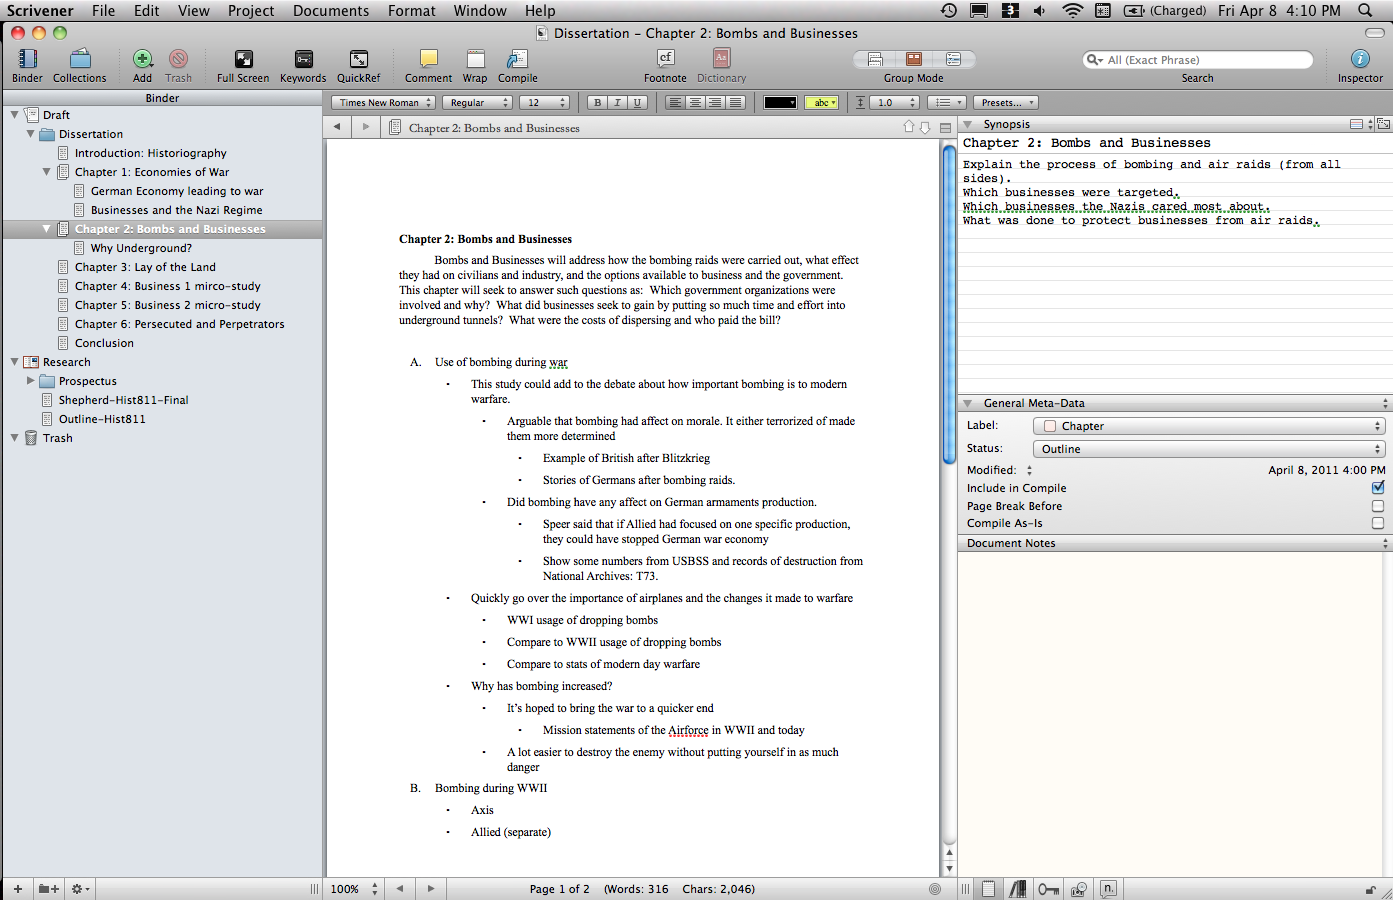 Scrivener File Edit View Project Documents Format Window Help 3 (Charged) Fri Apr 8 4:10 PM
Dissertation – Chapter 2: Bombs and Businesses
Binder Collections Add Trash Full Screen Keywords QuickRef Comment Wrap Compile cf Footnote Aa Dictionary Group Mode All (Exact Phrase) Search Inspector
Binder
Times New Roman Regular 12 B I U abc 1.0 Presets...
Draft
Dissertation
Introduction: Historiography
Chapter 1: Economies of War
German Economy leading to war
Businesses and the Nazi Regime
Chapter 2: Bombs and Businesses
Why Underground?
Chapter 3: Lay of the Land
Chapter 4: Business 1 mirco-study
Chapter 5: Business 2 micro-study
Chapter 6: Persecuted and Perpetrators
Conclusion
Research
Prospectus
Shepherd-Hist811-Final
Outline-Hist811
Trash
Chapter 2: Bombs and Businesses
Chapter 2: Bombs and Businesses
Bombs and Businesses will address how the bombing raids were carried out, what effect
they had on civilians and industry, and the options available to business and the government.
This chapter will seek to answer such questions as: Which government organizations were
involved and why? What did businesses seek to gain by putting so much time and effort into
underground tunnels? What were the costs of dispersing and who paid the bill?
A. Use of bombing during war
• This study could add to the debate about how important bombing is to modern
warfare.
• Arguable that bombing had affect on morale. It either terrorized of made
them more determined
• Example of British after Blitzkrieg
• Stories of Germans after bombing raids.
• Did bombing have any affect on German armaments production.
• Speer said that if Allied had focused on one specific production,
they could have stopped German war economy
• Show some numbers from USBSS and records of destruction from
National Archives: T73.
• Quickly go over the importance of airplanes and the changes it made to warfare
• WWI usage of dropping bombs
• Compare to WWII usage of dropping bombs
• Compare to stats of modern day warfare
• Why has bombing increased?
• It's hoped to bring the war to a quicker end
• Mission statements of the Airforce in WWII and today
• A lot easier to destroy the enemy without putting yourself in as much
danger
B. Bombing during WWII
• Axis
• Allied (separate)
Synopsis
Chapter 2: Bombs and Businesses
Explain the process of bombing and air raids (from all
sides).
Which businesses were targeted.
Which businesses the Nazis cared most about.
What was done to protect businesses from air raids.
General Meta-Data
Label: Chapter
Status: Outline
Modified: April 8, 2011 4:00 PM
Include in Compile
Page Break Before
Compile As-Is
Document Notes
100% Page 1 of 2 (Words: 316 Chars: 2,046) n.